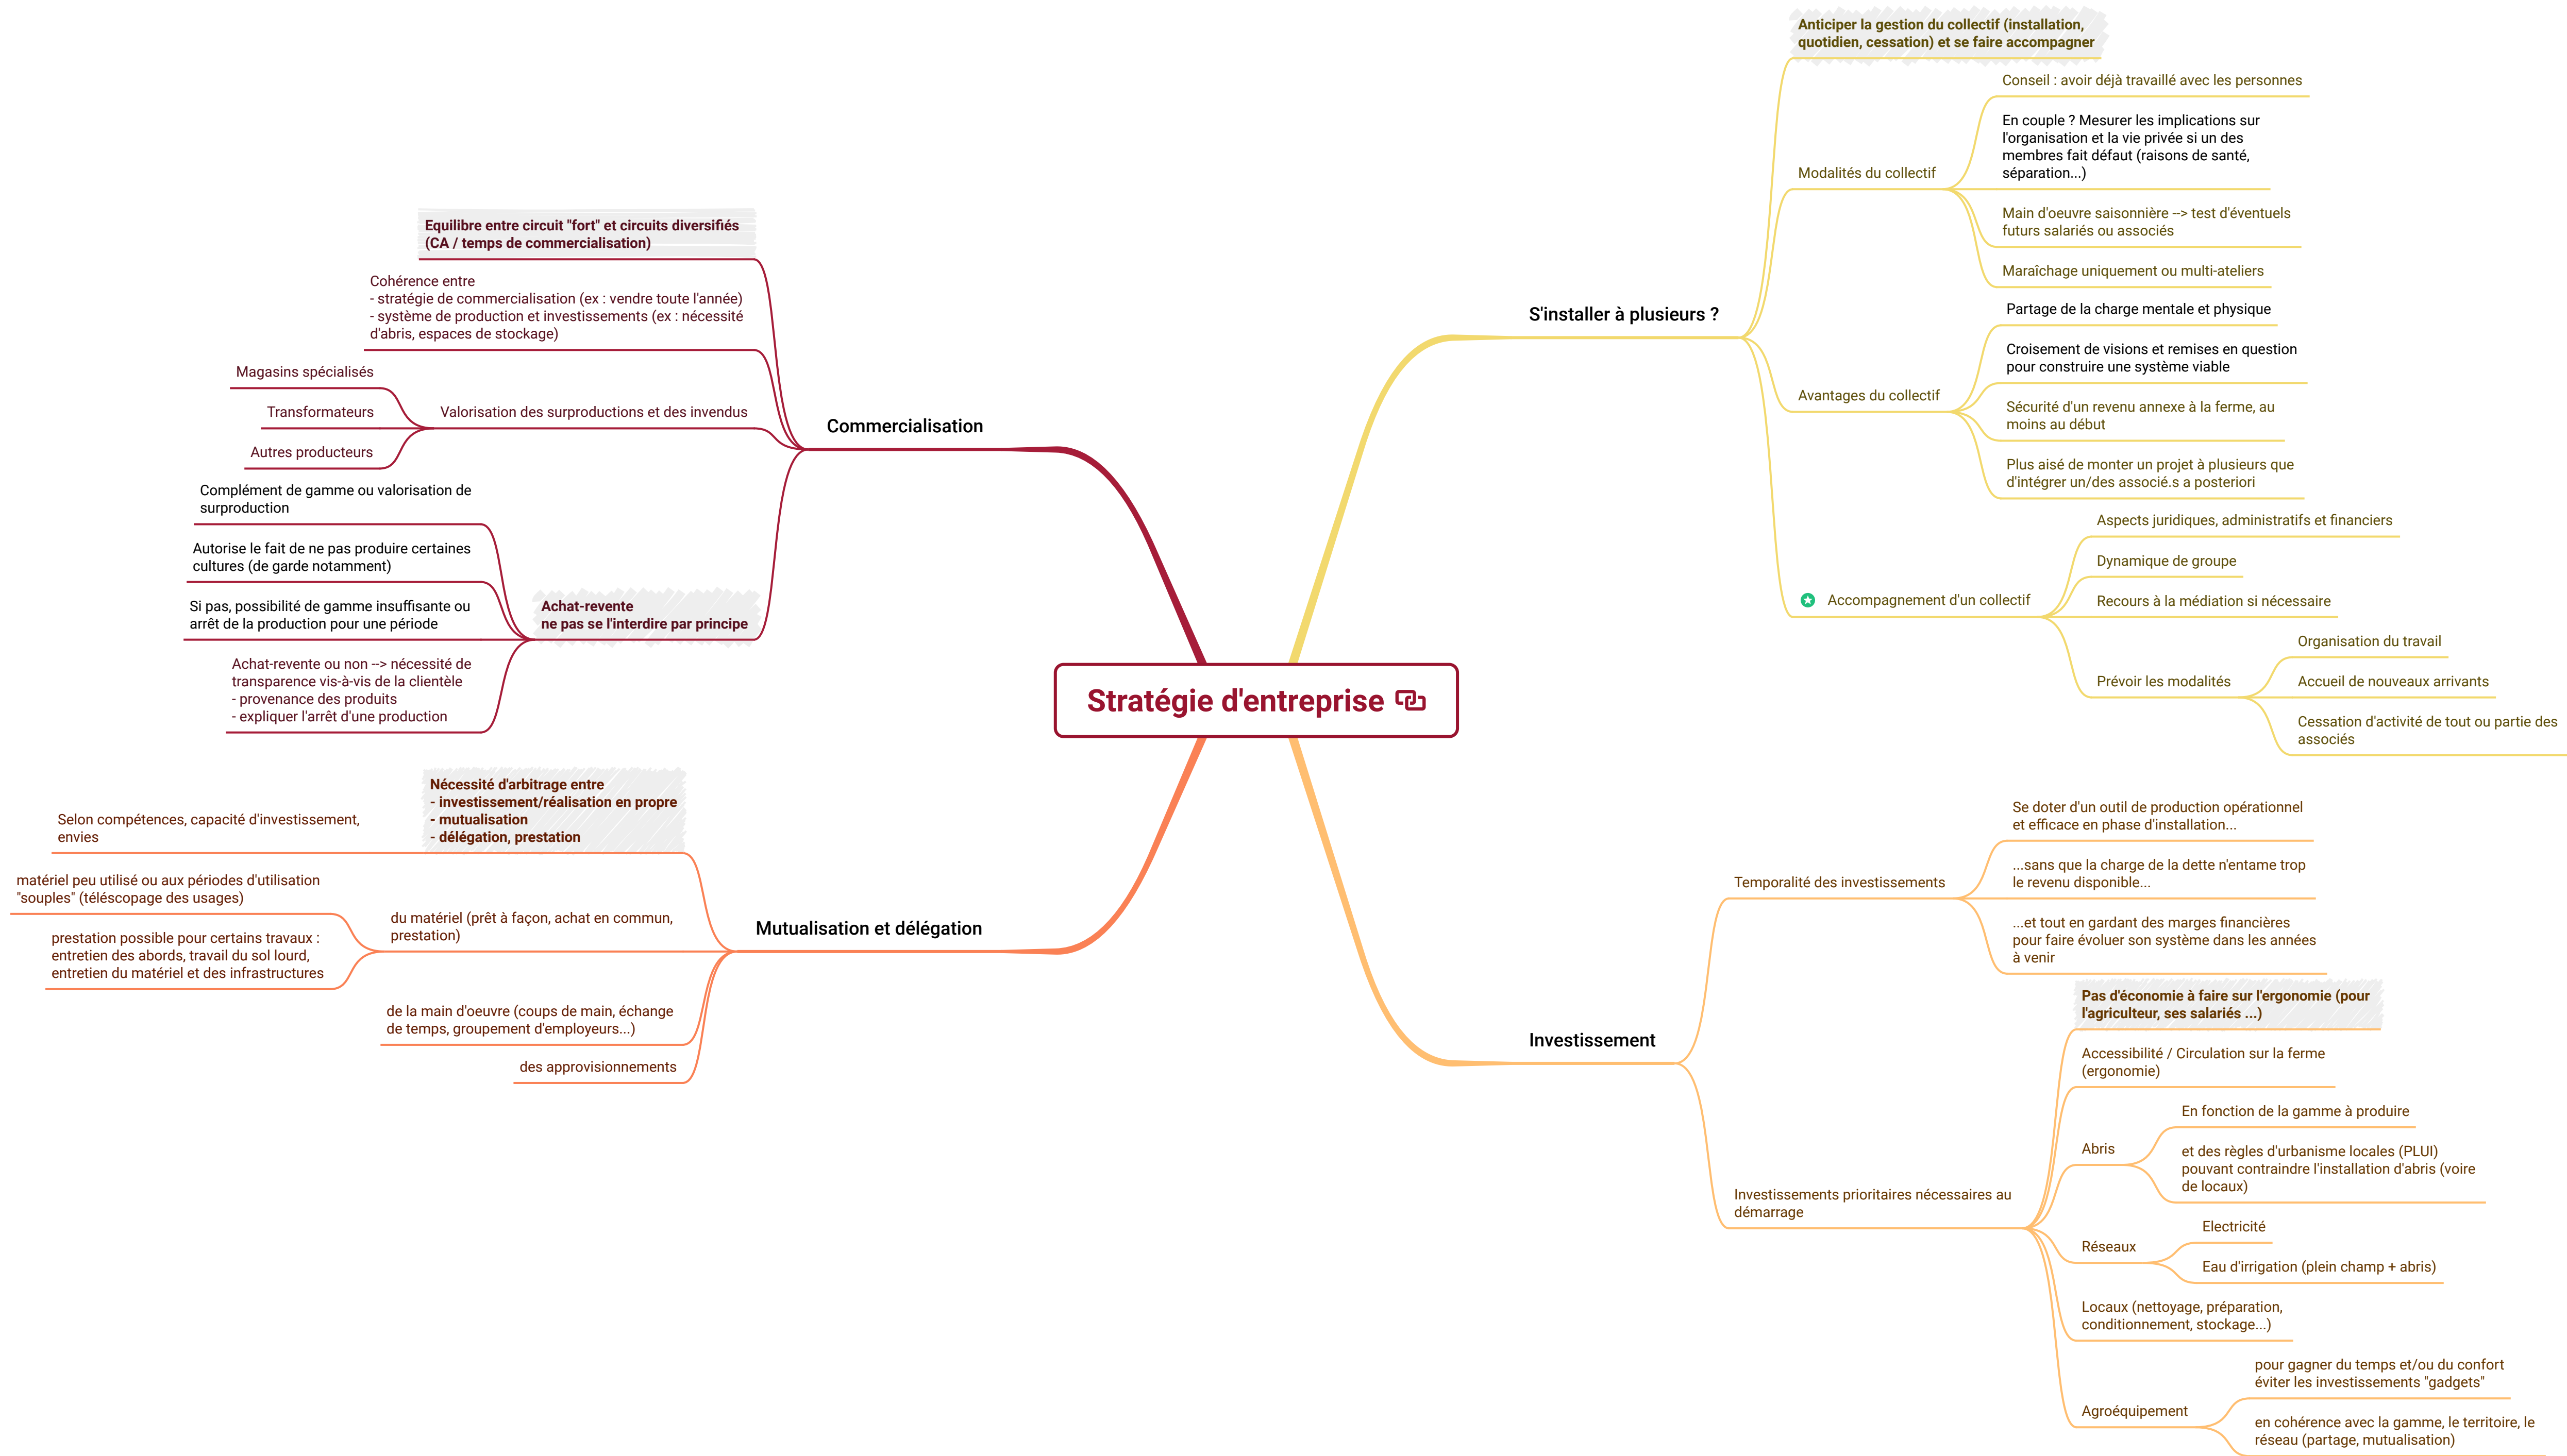 Stratégie d'entreprise
S'installer à plusieurs ?
Anticiper la gestion du collectif (installation,
quotidien, cessation) et se faire accompagner
Modalités du collectif
Conseil : avoir déjà travaillé avec les personnes
En couple ? Mesurer les implications sur
l'organisation et la vie privée si un des
membres fait défaut (raisons de santé,
séparation...)
Main d'oeuvre saisonnière --> test d'éventuels
futurs salariés ou associés
Maraîchage uniquement ou multi-ateliers
Avantages du collectif
Partage de la charge mentale et physique
Croisement de visions et remises en question
pour construire une système viable
Sécurité d'un revenu annexe à la ferme, au
moins au début
Plus aisé de monter un projet à plusieurs que
d'intégrer un/des associé.s a posteriori
Accompagnement d'un collectif
Aspects juridiques, administratifs et financiers
Dynamique de groupe
Recours à la médiation si nécessaire
Prévoir les modalités
Organisation du travail
Accueil de nouveaux arrivants
Cessation d'activité de tout ou partie des
associés
Investissement
Temporalité des investissements
Se doter d'un outil de production opérationnel
et efficace en phase d'installation...
...sans que la charge de la dette n'entame trop
le revenu disponible...
...et tout en gardant des marges financières
pour faire évoluer son système dans les années
à venir
Investissements prioritaires nécessaires au
démarrage
Pas d'économie à faire sur l'ergonomie (pour
l'agriculteur, ses salariés ...)
Accessibilité / Circulation sur la ferme
(ergonomie)
Abris
En fonction de la gamme à produire
et des règles d'urbanisme locales (PLUI)
pouvant contraindre l'installation d'abris (voire
de locaux)
Réseaux
Electricité
Eau d'irrigation (plein champ + abris)
Locaux (nettoyage, préparation,
conditionnement, stockage...)
Agroéquipement
pour gagner du temps et/ou du confort
éviter les investissements "gadgets"
en cohérence avec la gamme, le territoire, le
réseau (partage, mutualisation)
Commercialisation
Equilibre entre circuit "fort" et circuits diversifiés
(CA / temps de commercialisation)
Cohérence entre
- stratégie de commercialisation (ex : vendre toute l'année)
- système de production et investissements (ex : nécessité
d'abris, espaces de stockage)
Valorisation des surproductions et des invendus
Magasins spécialisés
Transformateurs
Autres producteurs
Achat-revente
ne pas se l'interdire par principe
Complément de gamme ou valorisation de
surproduction
Autorise le fait de ne pas produire certaines
cultures (de garde notamment)
Si pas, possibilité de gamme insuffisante ou
arrêt de la production pour une période
Achat-revente ou non --> nécessité de
transparence vis-à-vis de la clientèle
- provenance des produits
- expliquer l'arrêt d'une production
Mutualisation et délégation
Nécessité d'arbitrage entre
- investissement/réalisation en propre
- mutualisation
- délégation, prestation
Selon compétences, capacité d'investissement,
envies
du matériel (prêt à façon, achat en commun,
prestation)
matériel peu utilisé ou aux périodes d'utilisation
"souples" (téléscopage des usages)
prestation possible pour certains travaux :
entretien des abords, travail du sol lourd,
entretien du matériel et des infrastructures
de la main d'oeuvre (coups de main, échange
de temps, groupement d'employeurs...)
des approvisionnements